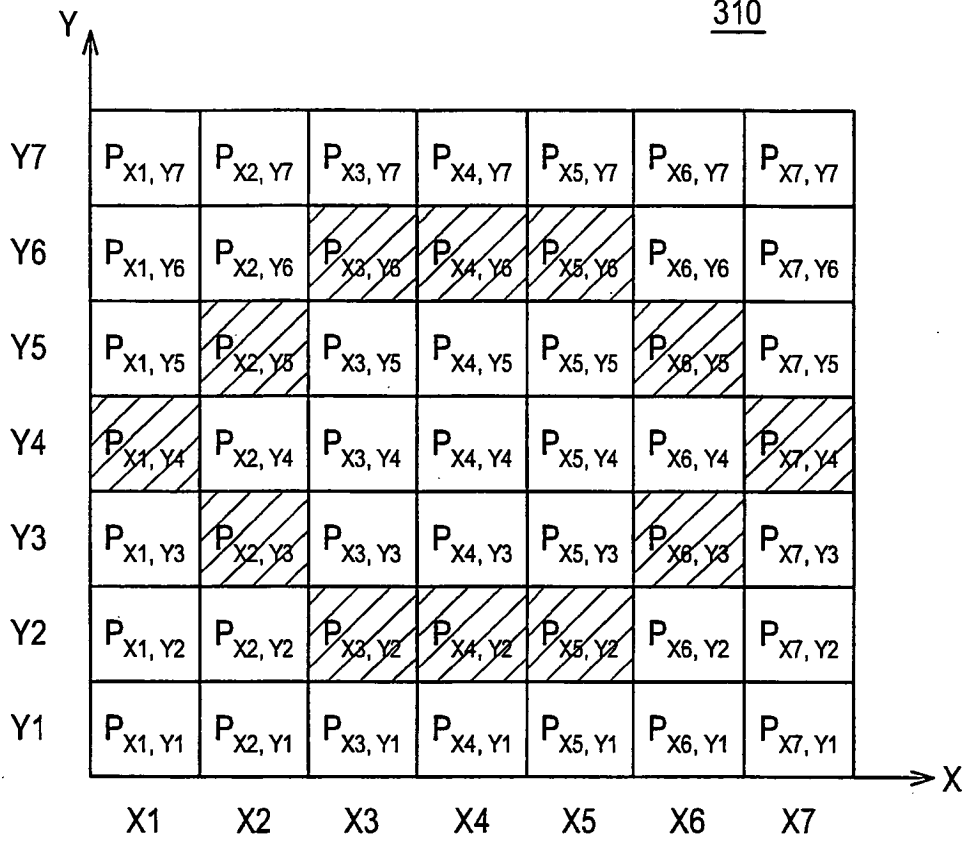 310
Y
Y7 P X1, Y7 P X2, Y7 P X3, Y7 P X4, Y7 P X5, Y7 P X6, Y7 P X7, Y7
Y6 P X1, Y6 P X2, Y6 P X3, Y6 P X4, Y6 P X5, Y6 P X6, Y6 P X7, Y6
Y5 P X1, Y5 P X2, Y5 P X3, Y5 P X4, Y5 P X5, Y5 P X6, Y5 P X7, Y5
Y4 P X1, Y4 P X2, Y4 P X3, Y4 P X4, Y4 P X5, Y4 P X6, Y4 P X7, Y4
Y3 P X1, Y3 P X2, Y3 P X3, Y3 P X4, Y3 P X5, Y3 P X6, Y3 P X7, Y3
Y2 P X1, Y2 P X2, Y2 P X3, Y2 P X4, Y2 P X5, Y2 P X6, Y2 P X7, Y2
Y1 P X1, Y1 P X2, Y1 P X3, Y1 P X4, Y1 P X5, Y1 P X6, Y1 P X7, Y1
X
X1 X2 X3 X4 X5 X6 X7